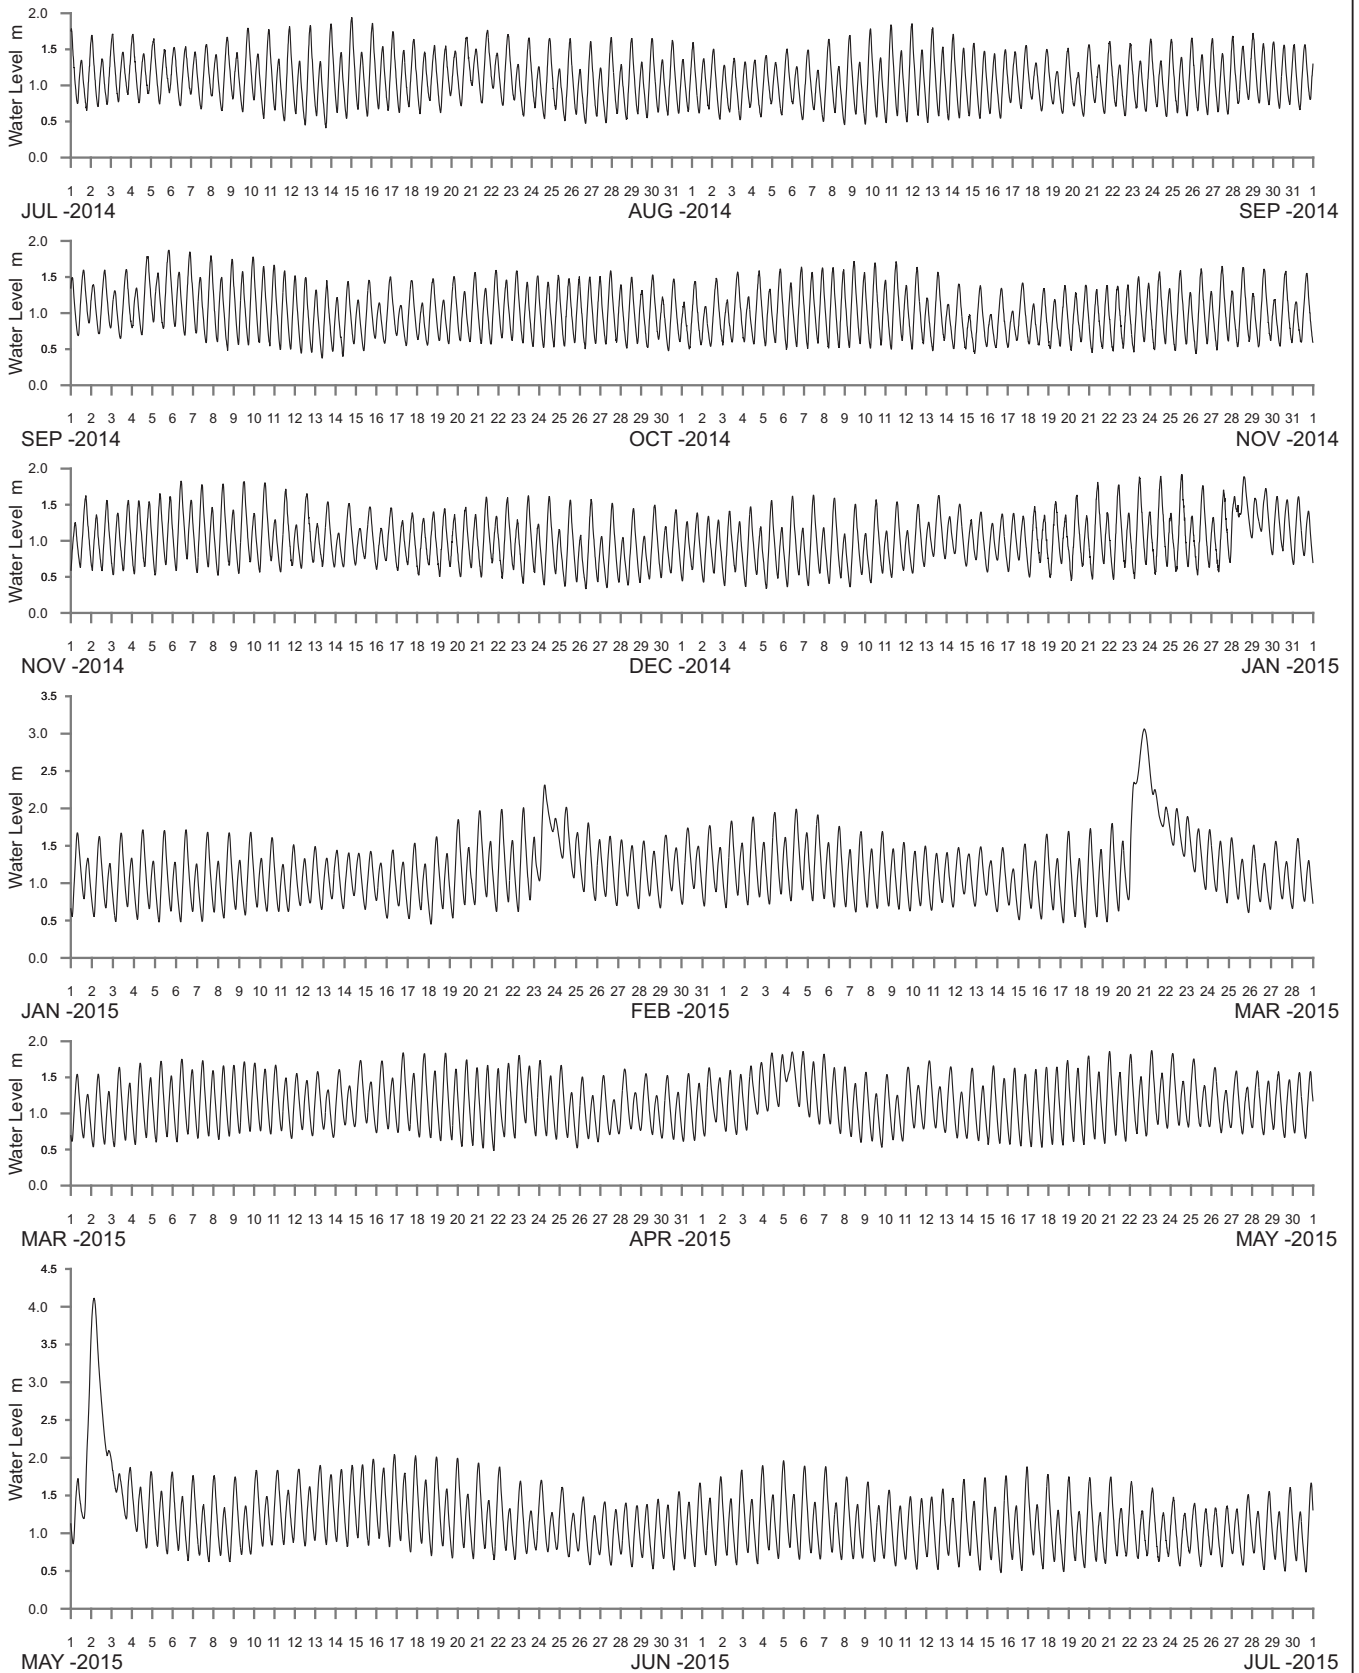 Water Level m
2.0
1.5
1.0
0.5
0.0
1 2 3 4 5 6 7 8 9 10 11 12 13 14 15 16 17 18 19 20 21 22 23 24 25 26 27 28 29 30 31 1 2 3 4 5 6 7 8 9 10 11 12 13 14 15 16 17 18 19 20 21 22 23 24 25 26 27 28 29 30 31 1
JUL -2014 AUG -2014 SEP -2014
Water Level m
2.0
1.5
1.0
0.5
0.0
1 2 3 4 5 6 7 8 9 10 11 12 13 14 15 16 17 18 19 20 21 22 23 24 25 26 27 28 29 30 1 2 3 4 5 6 7 8 9 10 11 12 13 14 15 16 17 18 19 20 21 22 23 24 25 26 27 28 29 30 31 1
SEP -2014 OCT -2014 NOV -2014
Water Level m
2.0
1.5
1.0
0.5
0.0
1 2 3 4 5 6 7 8 9 10 11 12 13 14 15 16 17 18 19 20 21 22 23 24 25 26 27 28 29 30 1 2 3 4 5 6 7 8 9 10 11 12 13 14 15 16 17 18 19 20 21 22 23 24 25 26 27 28 29 30 31 1
NOV -2014 DEC -2014 JAN -2015
Water Level m
3.5
3.0
2.5
2.0
1.5
1.0
0.5
0.0
1 2 3 4 5 6 7 8 9 10 11 12 13 14 15 16 17 18 19 20 21 22 23 24 25 26 27 28 29 30 31 1 2 3 4 5 6 7 8 9 10 11 12 13 14 15 16 17 18 19 20 21 22 23 24 25 26 27 28 1
JAN -2015 FEB -2015 MAR -2015
Water Level m
2.0
1.5
1.0
0.5
0.0
1 2 3 4 5 6 7 8 9 10 11 12 13 14 15 16 17 18 19 20 21 22 23 24 25 26 27 28 29 30 31 1 2 3 4 5 6 7 8 9 10 11 12 13 14 15 16 17 18 19 20 21 22 23 24 25 26 27 28 29 30 1
MAR -2015 APR -2015 MAY -2015
Water Level m
4.5
4.0
3.5
3.0
2.5
2.0
1.5
1.0
0.5
0.0
1 2 3 4 5 6 7 8 9 10 11 12 13 14 15 16 17 18 19 20 21 22 23 24 25 26 27 28 29 30 31 1 2 3 4 5 6 7 8 9 10 11 12 13 14 15 16 17 18 19 20 21 22 23 24 25 26 27 28 29 30 1
MAY -2015 JUN -2015 JUL -2015